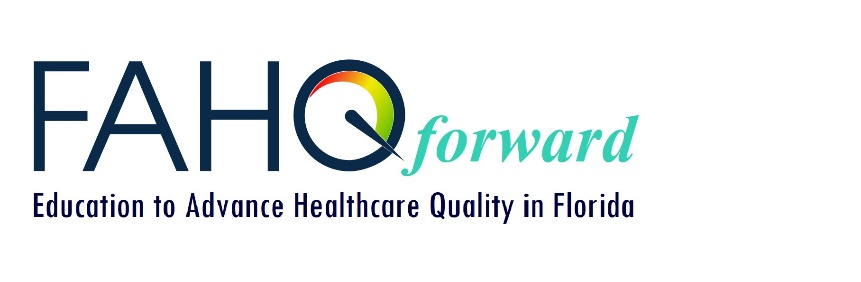 FAHQ forward
Education to Advance Healthcare Quality in Florida